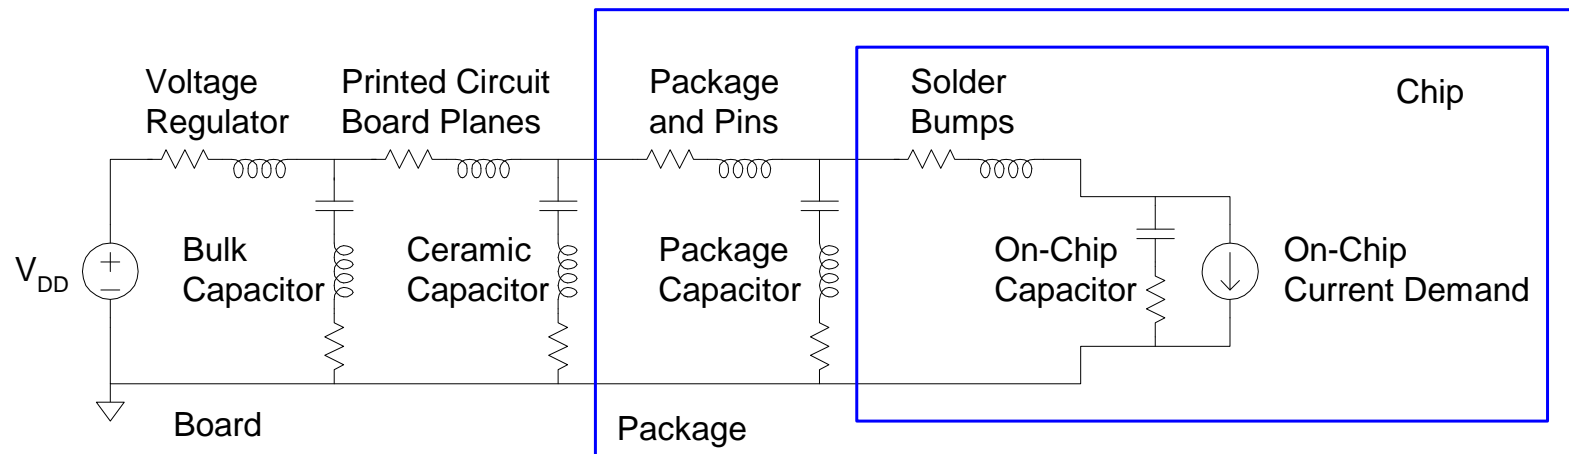 Voltage
Regulator
Printed Circuit
Board Planes
Package
and Pins
Solder
Bumps
Chip
V_DD
Bulk
Capacitor
Ceramic
Capacitor
Package
Capacitor
On-Chip
Capacitor
On-Chip
Current Demand
Board
Package